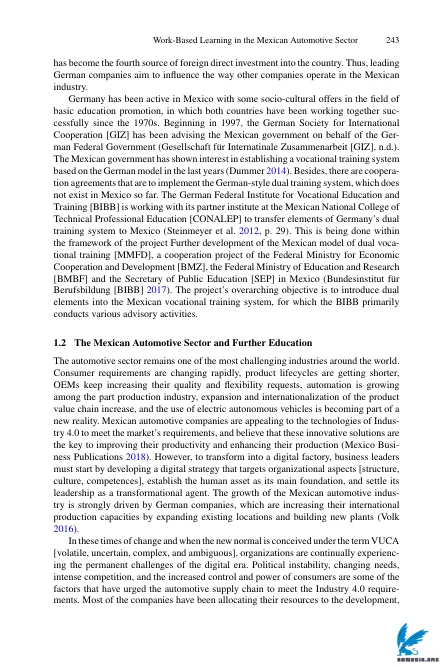 Work-Based Learning in the Mexican Automotive Sector 243
has become the fourth source of foreign direct investment into the country. Thus, leading
German companies aim to influence the way other companies operate in the Mexican
industry.
Germany has been active in Mexico with some socio-cultural offers in the field of
basic education promotion, in which both countries have been working together suc-
cessfully since the 1970s. Beginning in 1997, the German Society for International
Cooperation [GIZ] has been advising the Mexican government on behalf of the Ger-
man Federal Government (Gesellschaft für Internatinale Zusammenarbeit [GIZ], n.d.).
The Mexican government has shown interest in establishing a vocational training system
based on the German model in the last years (Dummer 2014). Besides, there are coopera-
tion agreements that are to implement the German-style dual training system, which does
not exist in Mexico so far. The German Federal Institute for Vocational Education and
Training [BIBB] is working with its partner institute at the Mexican National College of
Technical Professional Education [CONALEP] to transfer elements of Germany's dual
training system to Mexico (Steinmeyer et al. 2012, p. 29). This is being done within
the framework of the project Further development of the Mexican model of dual voca-
tional training [MMFD], a cooperation project of the Federal Ministry for Economic
Cooperation and Development [BMZ], the Federal Ministry of Education and Research
[BMBF] and the Secretary of Public Education [SEP] in Mexico (Bundesinstitut für
Berufsbildung [BIBB] 2017). The project's overarching objective is to introduce dual
elements into the Mexican vocational training system, for which the BIBB primarily
conducts various advisory activities.
1.2 The Mexican Automotive Sector and Further Education
The automotive sector remains one of the most challenging industries around the world.
Consumer requirements are changing rapidly, product lifecycles are getting shorter,
OEMs keep increasing their quality and flexibility requests, automation is growing
among the part production industry, expansion and internationalization of the product
value chain increase, and the use of electric autonomous vehicles is becoming part of a
new reality. Mexican automotive companies are appealing to the technologies of Indus-
try 4.0 to meet the market's requirements, and believe that these innovative solutions are
the key to improving their productivity and enhancing their production (Mexico Busi-
ness Publications 2018). However, to transform into a digital factory, business leaders
must start by developing a digital strategy that targets organizational aspects [structure,
culture, competences], establish the human asset as its main foundation, and settle its
leadership as a transformational agent. The growth of the Mexican automotive indus-
try is strongly driven by German companies, which are increasing their international
production capacities by expanding existing locations and building new plants (Volk
2016).
In these times of change and when the new normal is conceived under the term VUCA
[volatile, uncertain, complex, and ambiguous], organizations are continually experienc-
ing the permanent challenges of the digital era. Political instability, changing needs,
intense competition, and the increased control and power of consumers are some of the
factors that have urged the automotive supply chain to meet the Industry 4.0 require-
ments. Most of the companies have been allocating their resources to the development,